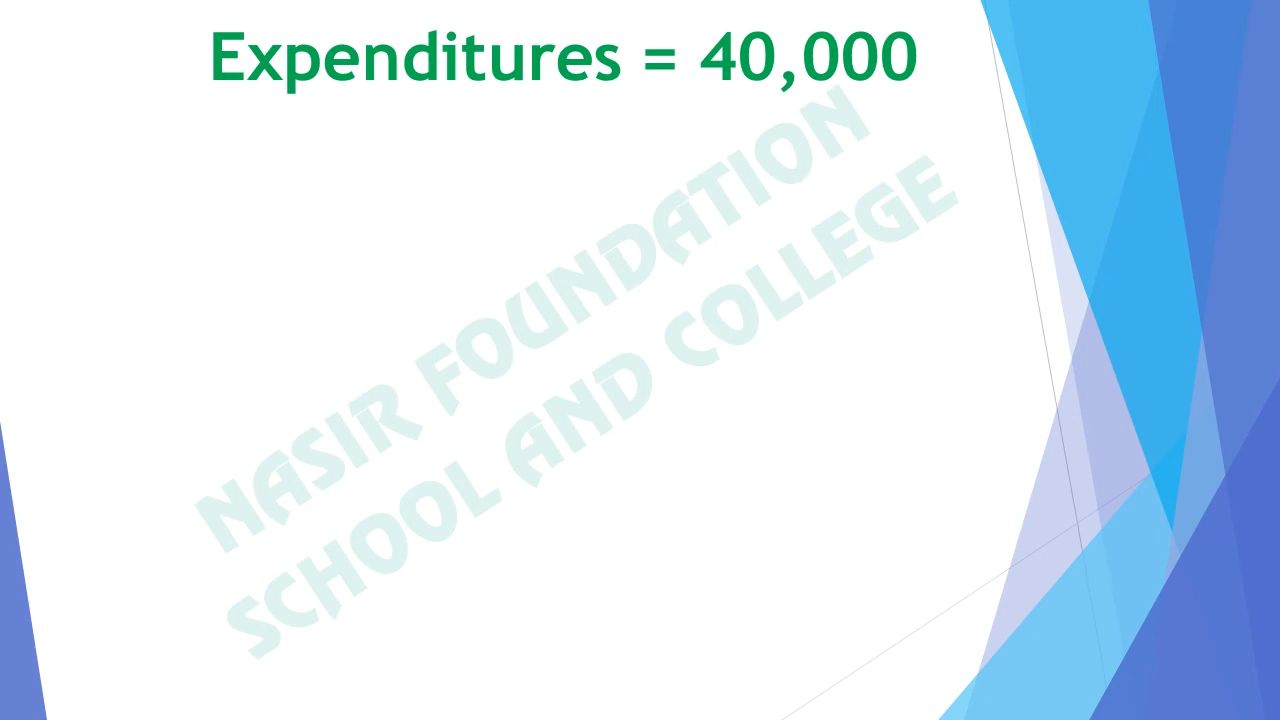 Expenditures = 40,000
NASIR FOUNDATION
SCHOOL AND COLLEGE